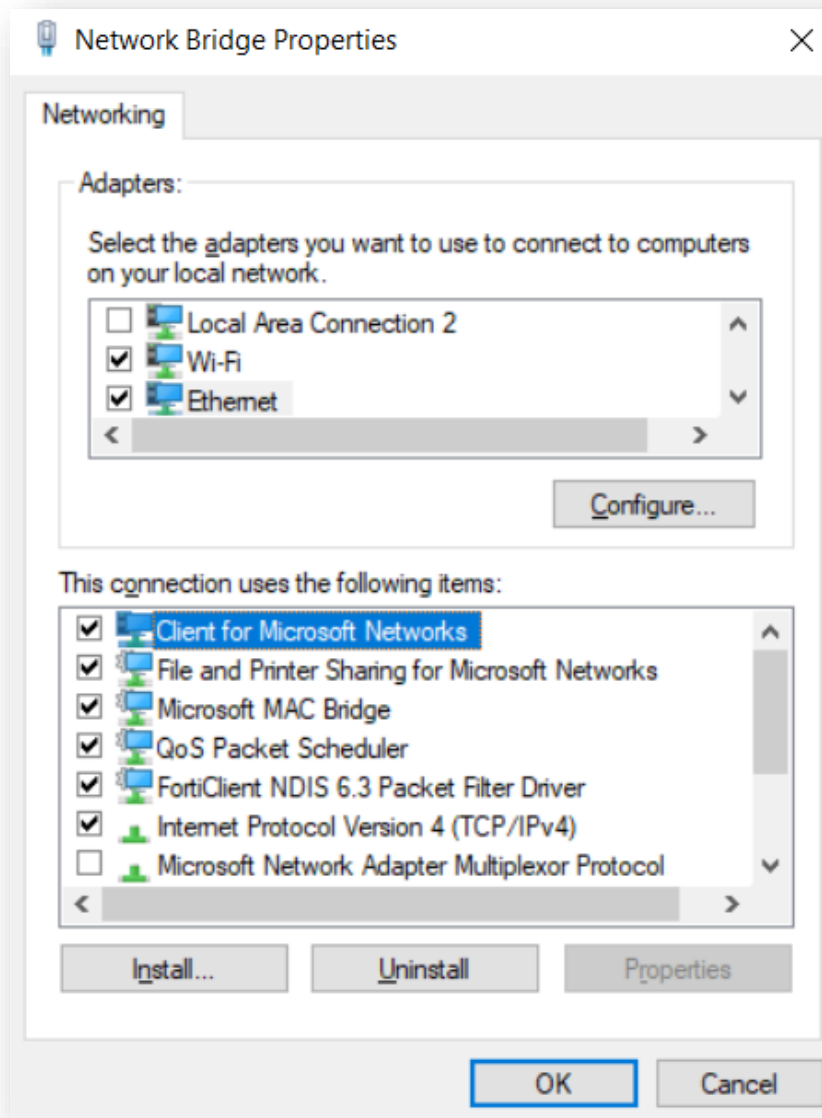 Network Bridge Properties
Networking
Adapters:
Select the adapters you want to use to connect to computers
on your local network.
Local Area Connection 2
Wi-Fi
Ethernet
Configure...
This connection uses the following items:
Client for Microsoft Networks
File and Printer Sharing for Microsoft Networks
Microsoft MAC Bridge
QoS Packet Scheduler
FortiClient NDIS 6.3 Packet Filter Driver
Internet Protocol Version 4 (TCP/IPv4)
Microsoft Network Adapter Multiplexor Protocol
Install... Uninstall Properties
OK Cancel